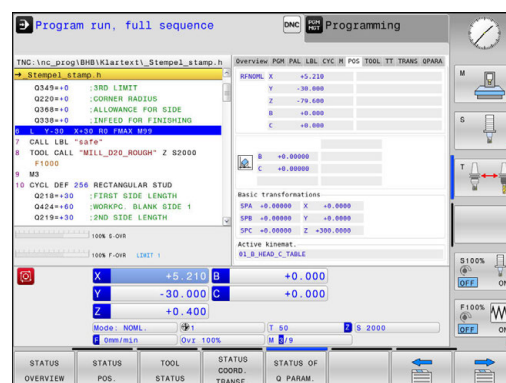 Program run, full sequence
DNC
PGM MGT
Programming
TNC:\nc_prog\BHB\Klartext\_Stempel_stamp.h
→_Stempel_stamp.h
Q349=+0 ;3RD LIMIT
Q220=+0 ;CORNER RADIUS
Q368=+0 ;ALLOWANCE FOR SIDE
Q338=+0 ;INFEED FOR FINISHING
6 L Y-30 X+30 R0 FMAX M99
7 CALL LBL "safe"
8 TOOL CALL "MILL_D20_ROUGH" Z S2000
F1000
9 M3
10 CYCL DEF 256 RECTANGULAR STUD
Q218=+30 ;FIRST SIDE LENGTH
Q424=+60 ;WORKPC. BLANK SIDE 1
Q219=+30 ;2ND SIDE LENGTH
100% S-OVR
100% F-OVR LIMIT 1
Overview PGM PAL LBL CYC M POS TOOL TT TRANS QPARA
RFNOML X +5.210
Y -30.000
Z -79.600
B +0.000
C +0.000
B +0.00000
C +0.00000
Basic transformations
SPA +0.00000 X +0.0000
SPB +0.00000 Y +0.0000
SPC +0.00000 Z +300.0000
Active kinemat.
01_B_HEAD_C_TABLE
X +5.210 B +0.000
Y -30.000 C +0.000
Z +0.400
Mode: NOML. 1 T 50 Z S 2000
F 0mm/min Ovr 100% M 3/9
STATUS OVERVIEW
STATUS POS.
TOOL STATUS
STATUS COORD. TRANSF.
STATUS OF Q PARAM.
M
S
T
S100%
OFF ON
F100%
OFF ON